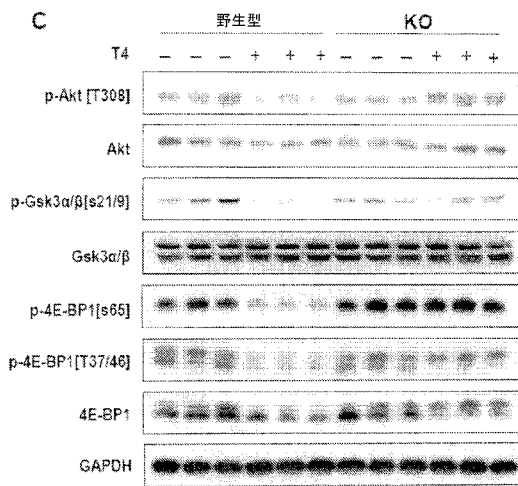 C
野生型 KO
T4 − − − + + + − − − + + +
p-Akt [T308]
Akt
p-Gsk3α/β[s21/9]
Gsk3α/β
p-4E-BP1[s65]
p-4E-BP1[T37/46]
4E-BP1
GAPDH